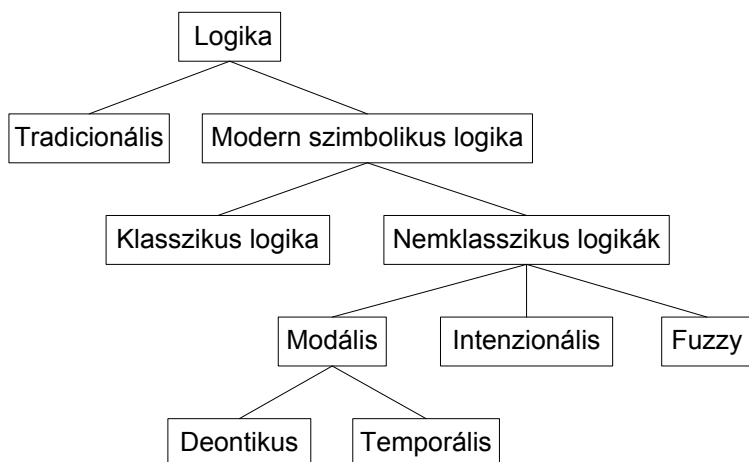 Logika
Tradicionális
Modern szimbolikus logika
Klasszikus logika
Nemklasszikus logikák
Modális
Intenzionális
Fuzzy
Deontikus
Temporális